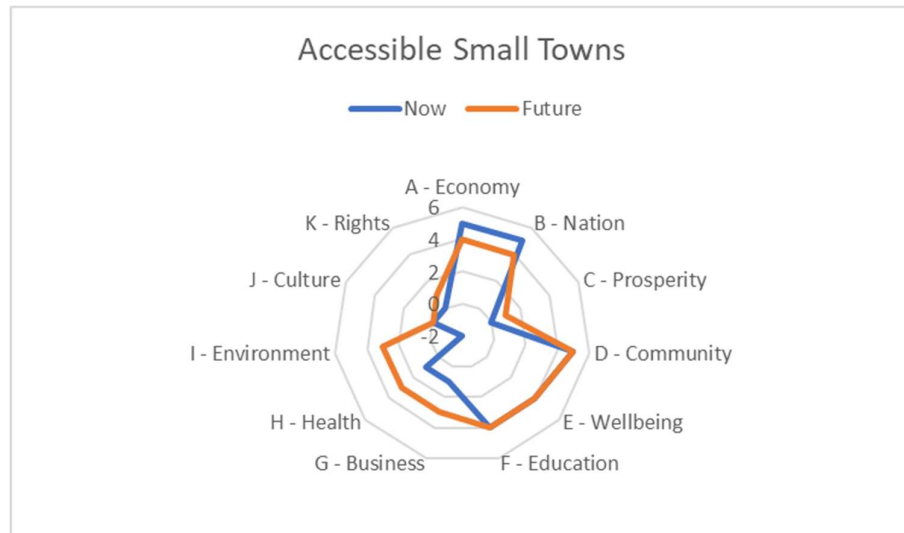 Accessible Small Towns
Now Future
A - Economy
6
K - Rights
B - Nation
4
J - Culture
2
C - Prosperity
0
I - Environment
-2
D - Community
H - Health
E - Wellbeing
G - Business
F - Education